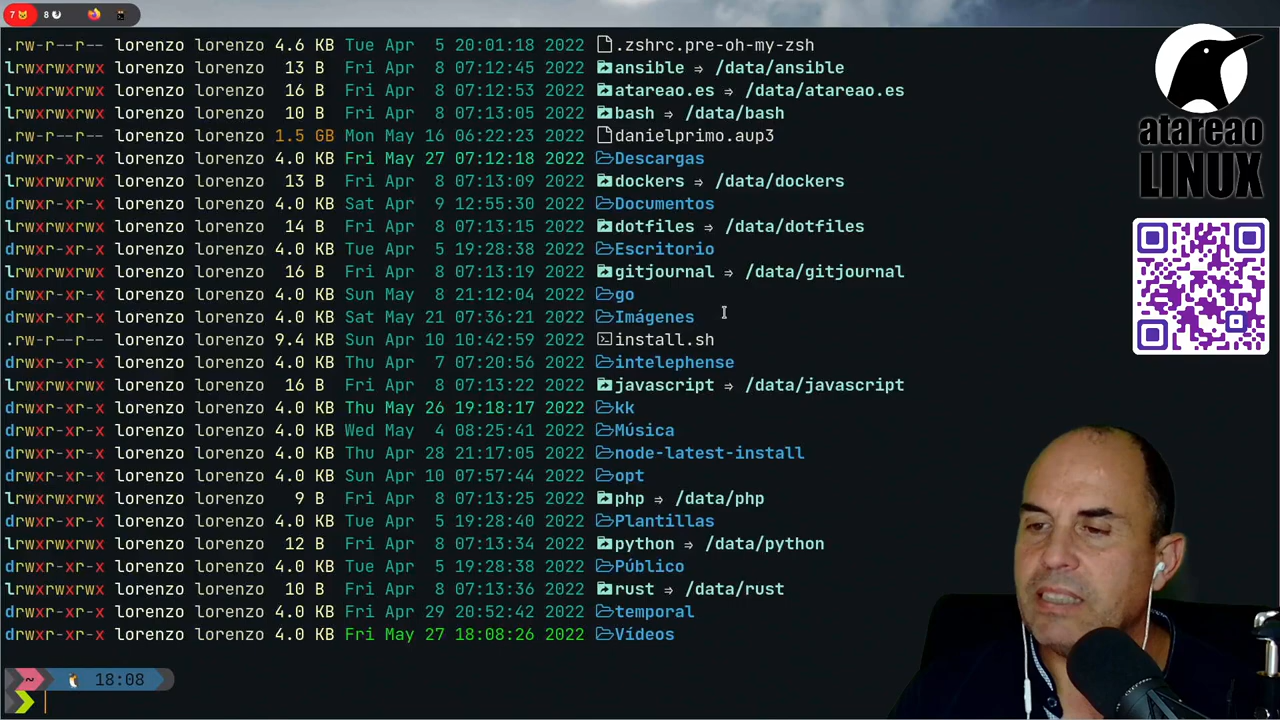 7 8
.rw-r--r-- lorenzo lorenzo 4.6 KB Tue Apr 5 20:01:18 2022 .zshrc.pre-oh-my-zsh
lrwxrwxrwx lorenzo lorenzo 13 B Fri Apr 8 07:12:45 2022 ansible ⇒ /data/ansible
lrwxrwxrwx lorenzo lorenzo 16 B Fri Apr 8 07:12:53 2022 atareao.es ⇒ /data/atareao.es
lrwxrwxrwx lorenzo lorenzo 10 B Fri Apr 8 07:13:05 2022 bash ⇒ /data/bash
.rw-r--r-- lorenzo lorenzo 1.5 GB Mon May 16 06:22:23 2022 danielprimo.aup3
drwxr-xr-x lorenzo lorenzo 4.0 KB Fri May 27 07:12:18 2022 Descargas
lrwxrwxrwx lorenzo lorenzo 13 B Fri Apr 8 07:13:09 2022 dockers ⇒ /data/dockers
drwxr-xr-x lorenzo lorenzo 4.0 KB Sat Apr 9 12:55:30 2022 Documentos
lrwxrwxrwx lorenzo lorenzo 14 B Fri Apr 8 07:13:15 2022 dotfiles ⇒ /data/dotfiles
drwxr-xr-x lorenzo lorenzo 4.0 KB Tue Apr 5 19:28:38 2022 Escritorio
lrwxrwxrwx lorenzo lorenzo 16 B Fri Apr 8 07:13:19 2022 gitjournal ⇒ /data/gitjournal
drwxr-xr-x lorenzo lorenzo 4.0 KB Sun May 8 21:12:04 2022 go
drwxr-xr-x lorenzo lorenzo 4.0 KB Sat May 21 07:36:21 2022 Imágenes
.rw-r--r-- lorenzo lorenzo 9.4 KB Sun Apr 10 10:42:59 2022 install.sh
drwxr-xr-x lorenzo lorenzo 4.0 KB Thu Apr 7 07:20:56 2022 intelephense
lrwxrwxrwx lorenzo lorenzo 16 B Fri Apr 8 07:13:22 2022 javascript ⇒ /data/javascript
drwxr-xr-x lorenzo lorenzo 4.0 KB Thu May 26 19:18:17 2022 kk
drwxr-xr-x lorenzo lorenzo 4.0 KB Wed May 4 08:25:41 2022 Música
drwxr-xr-x lorenzo lorenzo 4.0 KB Thu Apr 28 21:17:05 2022 node-latest-install
drwxr-xr-x lorenzo lorenzo 4.0 KB Sun Apr 10 07:57:44 2022 opt
lrwxrwxrwx lorenzo lorenzo 9 B Fri Apr 8 07:13:25 2022 php ⇒ /data/php
drwxr-xr-x lorenzo lorenzo 4.0 KB Tue Apr 5 19:28:40 2022 Plantillas
lrwxrwxrwx lorenzo lorenzo 12 B Fri Apr 8 07:13:34 2022 python ⇒ /data/python
drwxr-xr-x lorenzo lorenzo 4.0 KB Tue Apr 5 19:28:38 2022 Público
lrwxrwxrwx lorenzo lorenzo 10 B Fri Apr 8 07:13:36 2022 rust ⇒ /data/rust
drwxr-xr-x lorenzo lorenzo 4.0 KB Fri Apr 29 20:52:42 2022 temporal
drwxr-xr-x lorenzo lorenzo 4.0 KB Fri May 27 18:08:26 2022 Vídeos
~ 18:08
atareao
LINUX